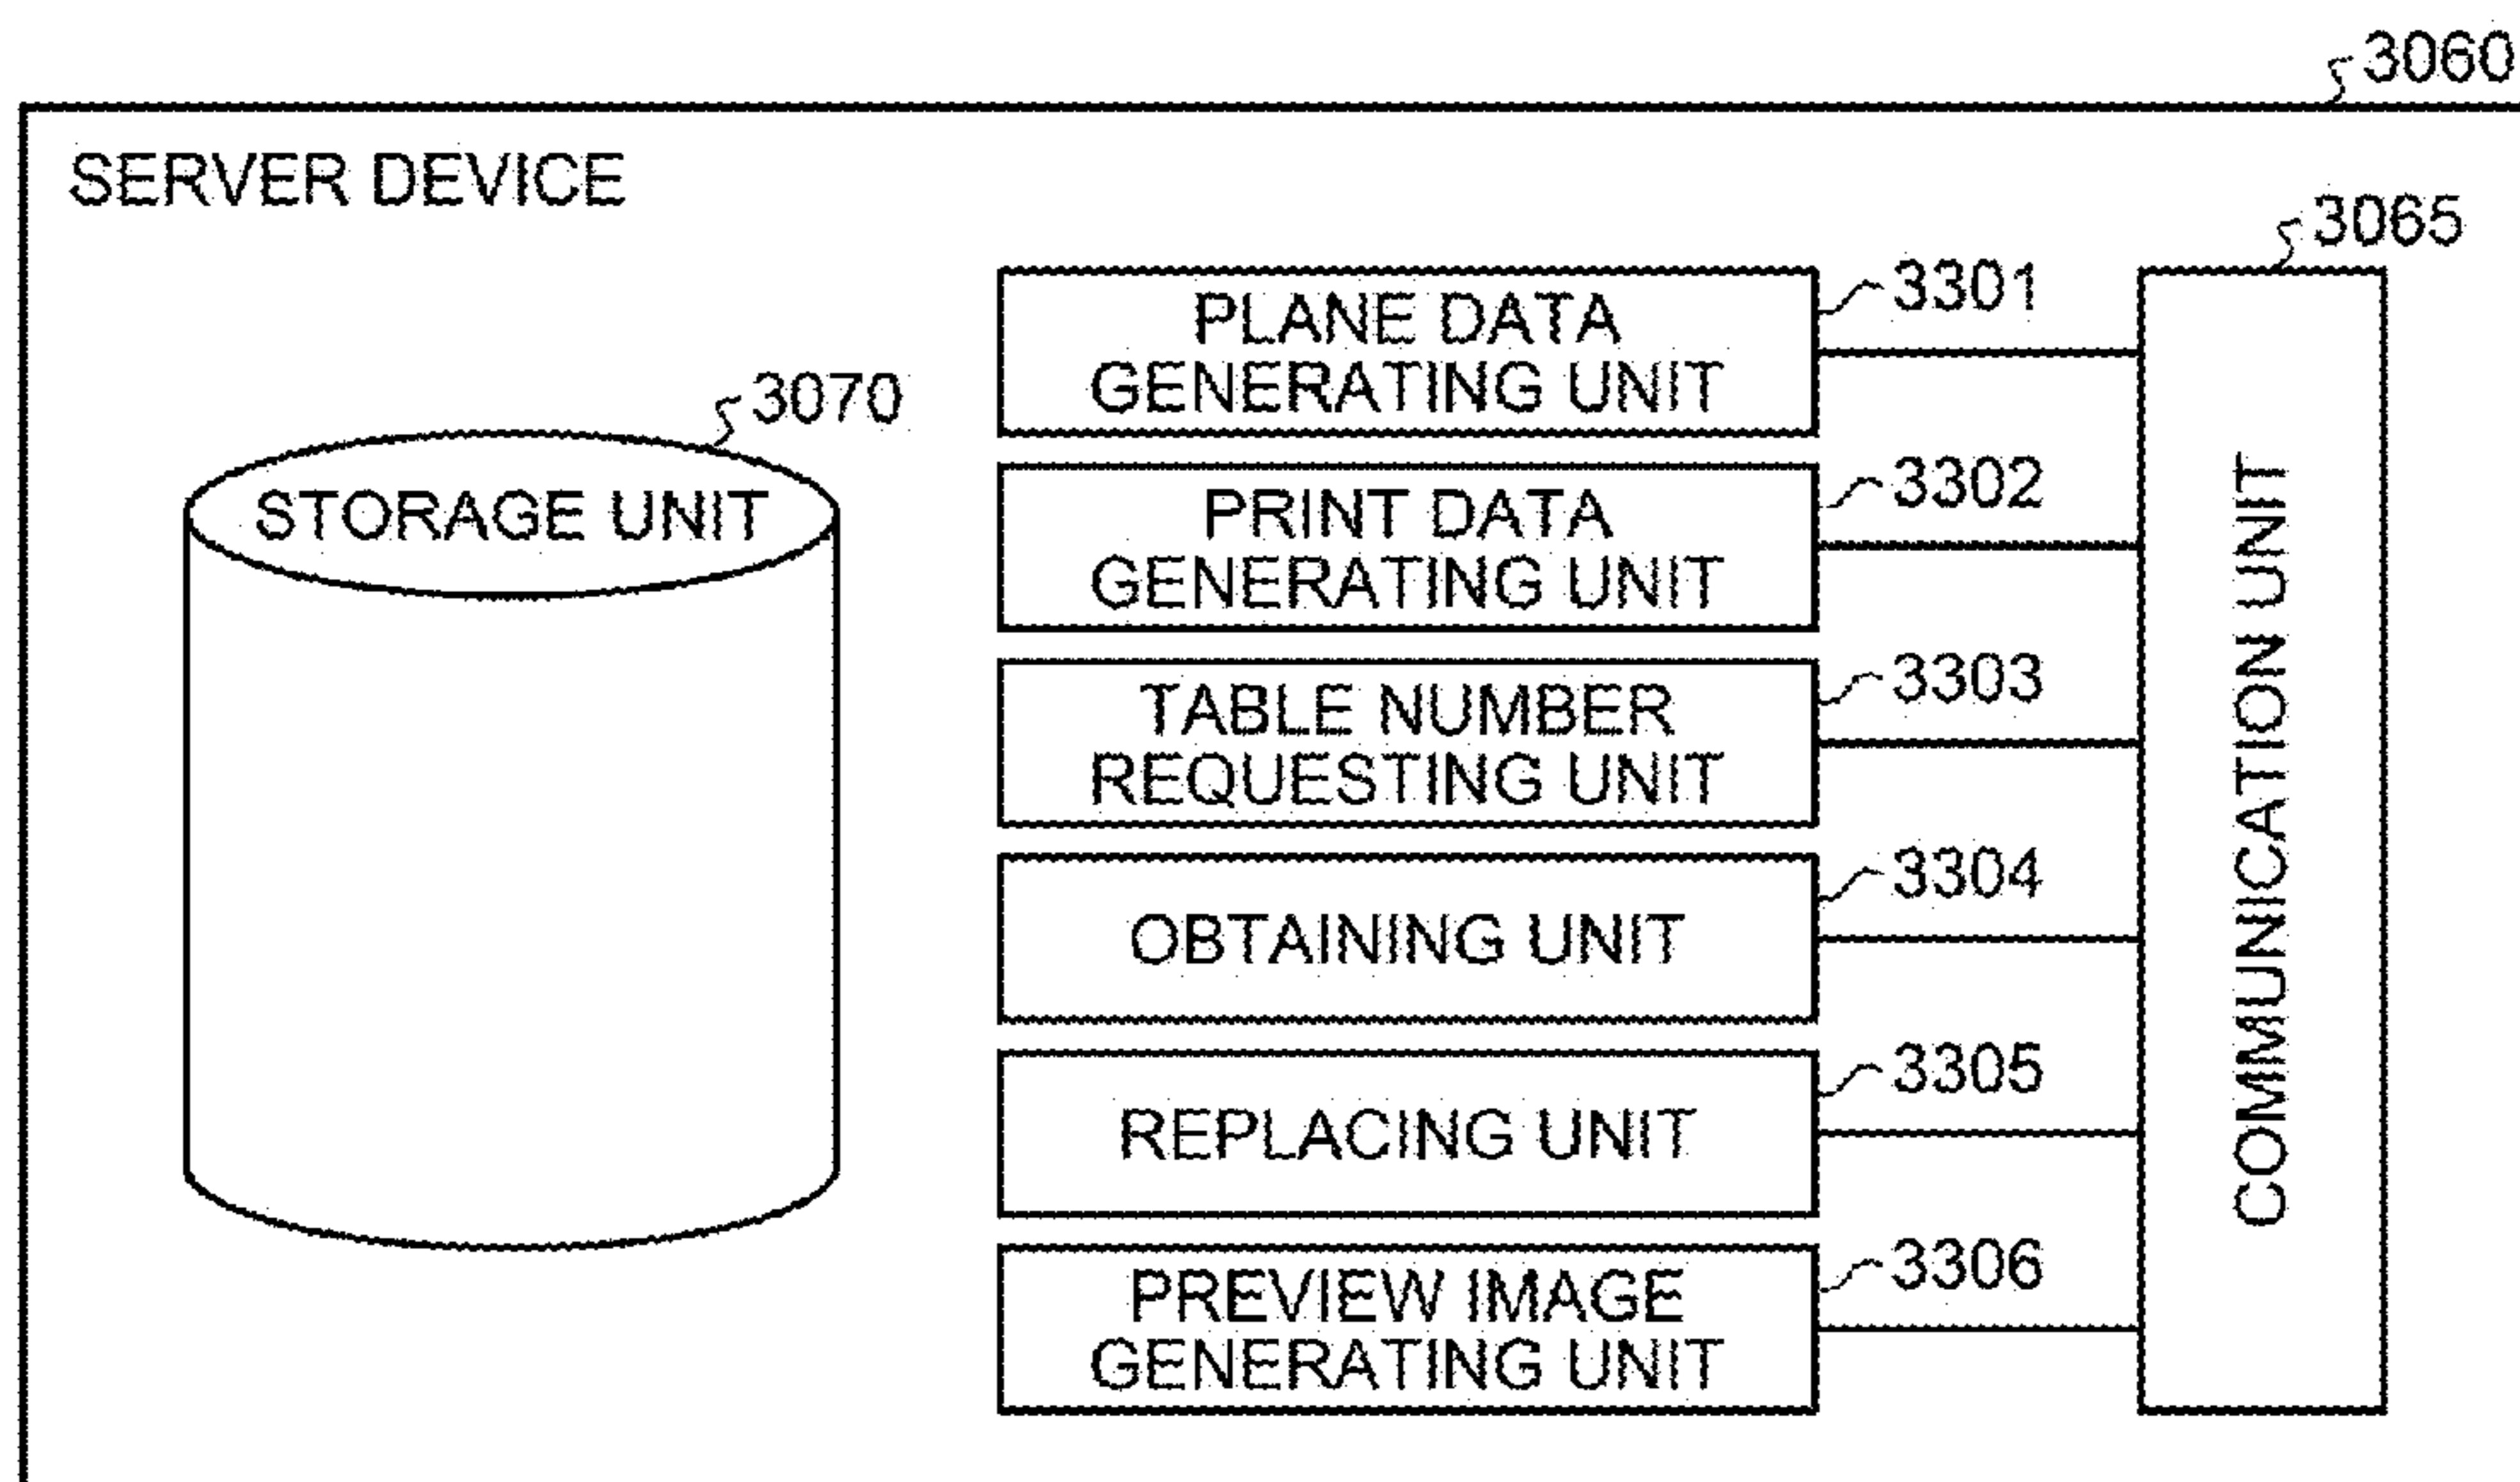 3060
SERVER DEVICE
3065
PLANE DATA
GENERATING UNIT
3301
3070
STORAGE UNIT
PRINT DATA
GENERATING UNIT
3302
TABLE NUMBER
REQUESTING UNIT
3303
OBTAINING UNIT
3304
REPLACING UNIT
3305
PREVIEW IMAGE
GENERATING UNIT
3306
COMMUNICATION UNIT